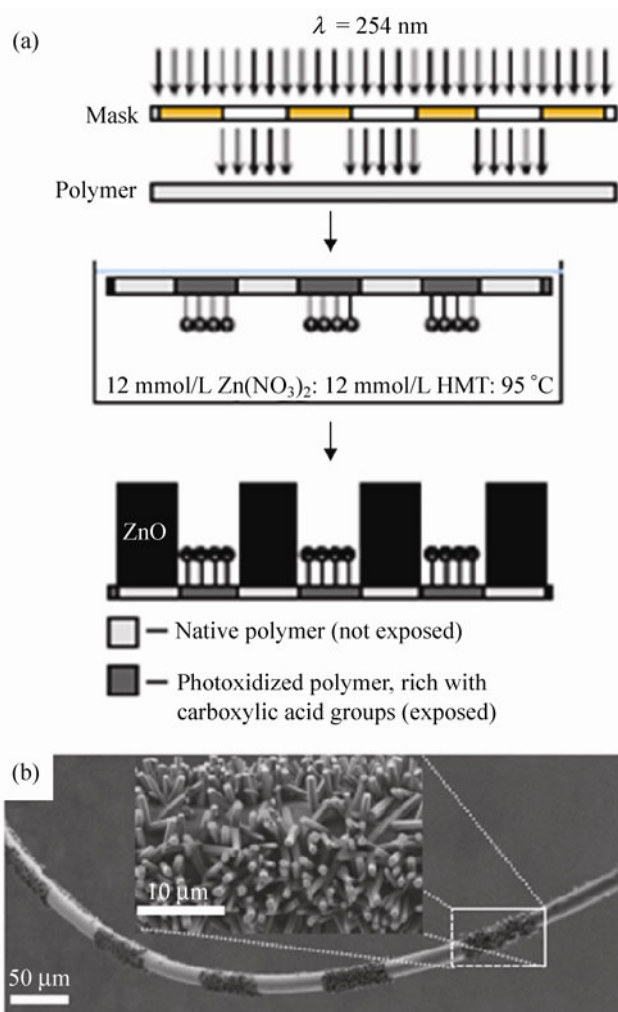 (a)
λ = 254 nm
Mask
Polymer
12 mmol/L Zn(NO₃)₂: 12 mmol/L HMT: 95 °C
ZnO
Native polymer (not exposed)
Photoxidized polymer, rich with
carboxylic acid groups (exposed)
(b)
10 μm
50 μm